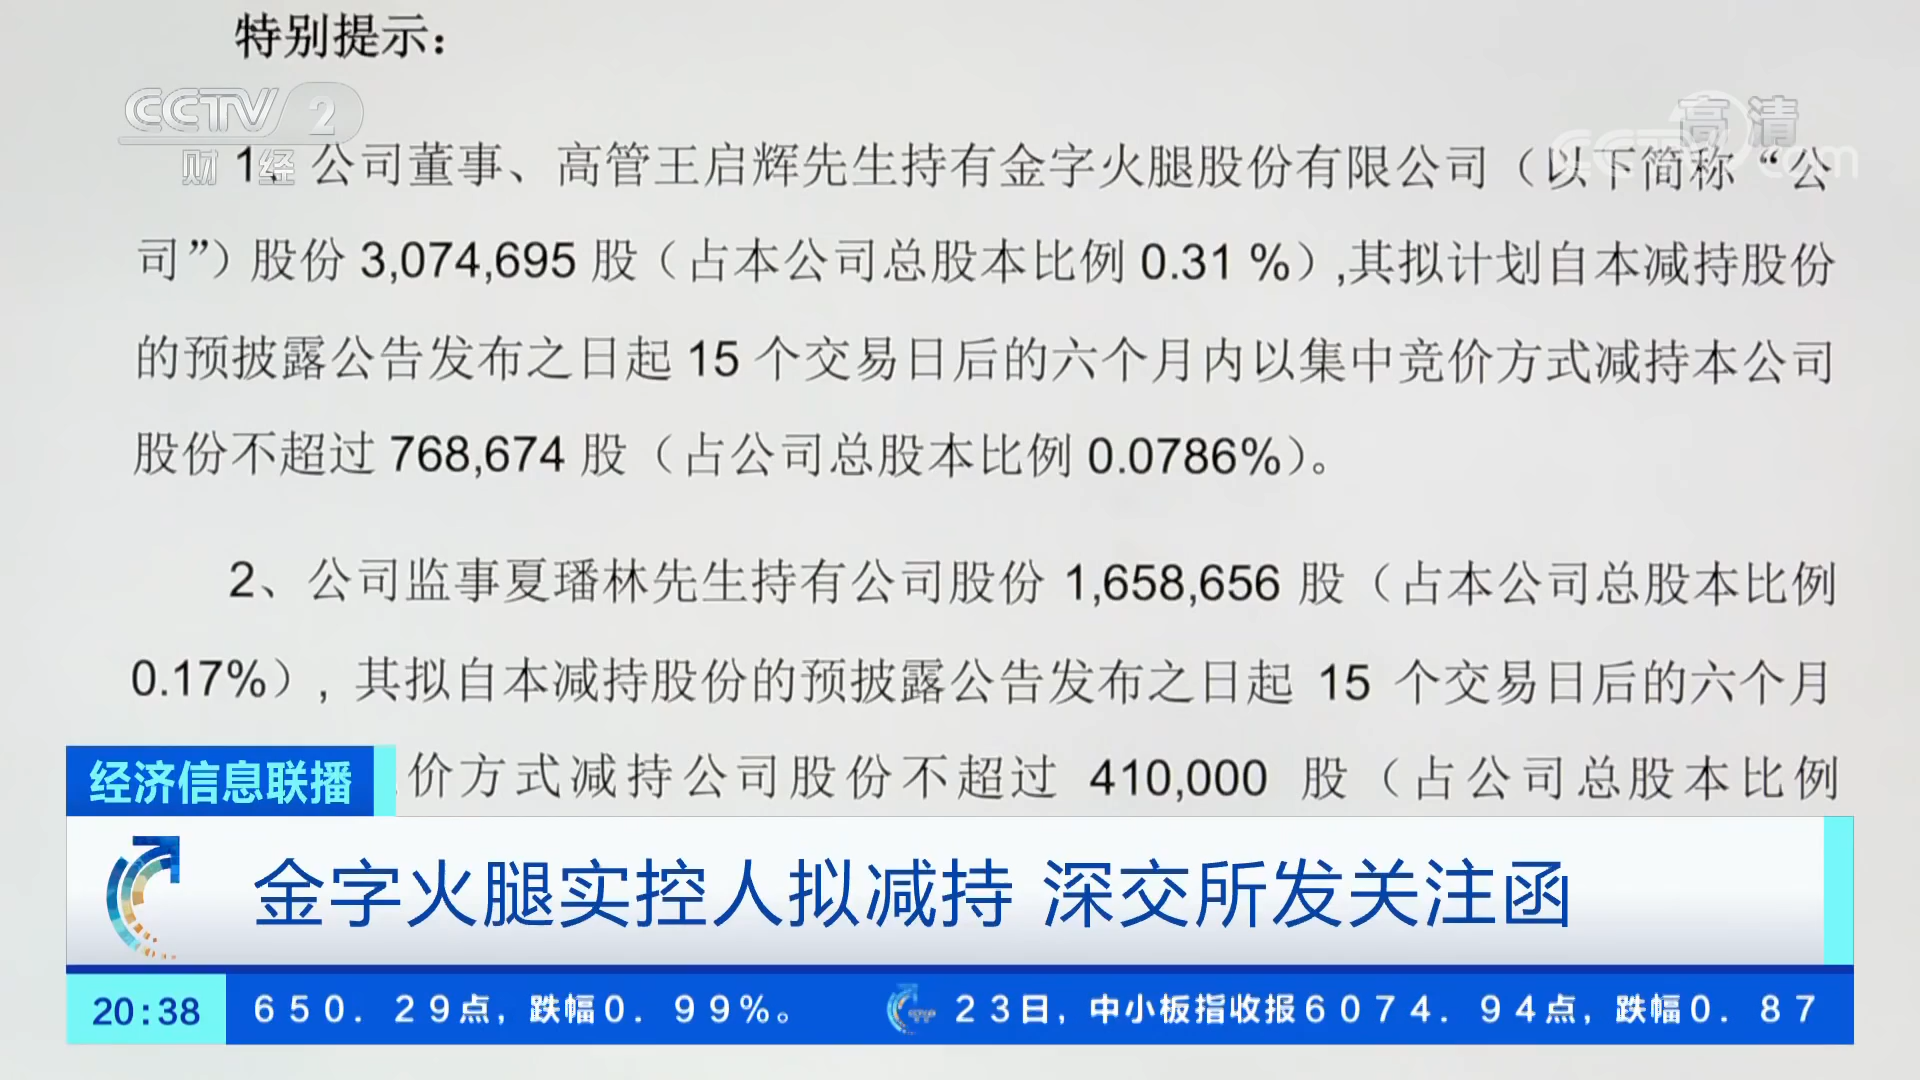 特别提示：
CCTV 2
财经
高清
CCTV.com
1、公司董事、高管王启辉先生持有金字火腿股份有限公司（以下简称“公
司”）股份 3,074,695 股（占本公司总股本比例 0.31 %）,其拟计划自本减持股份
的预披露公告发布之日起 15 个交易日后的六个月内以集中竞价方式减持本公司
股份不超过 768,674 股（占公司总股本比例 0.0786%）。
2、公司监事夏璠林先生持有公司股份 1,658,656 股（占本公司总股本比例
0.17%），其拟自本减持股份的预披露公告发布之日起 15 个交易日后的六个月
价方式减持公司股份不超过 410,000 股（占公司总股本比例
经济信息联播
金字火腿实控人拟减持 深交所发关注函
20:38
650.29点，跌幅0.99%。 23日，中小板指收报6074.94点，跌幅0.87